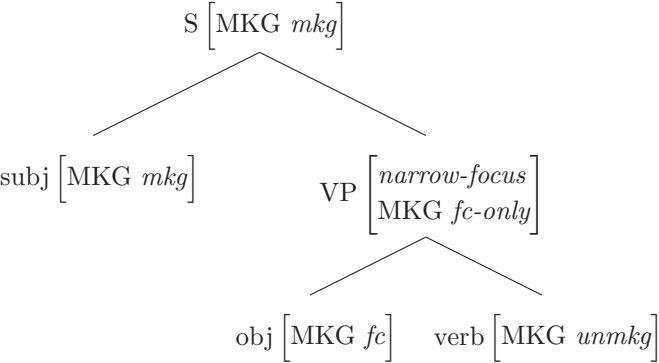 S [MKG mkg]
subj [MKG mkg]
VP [narrow-focus
MKG fc-only]
obj [MKG fc] verb [MKG unmkg]